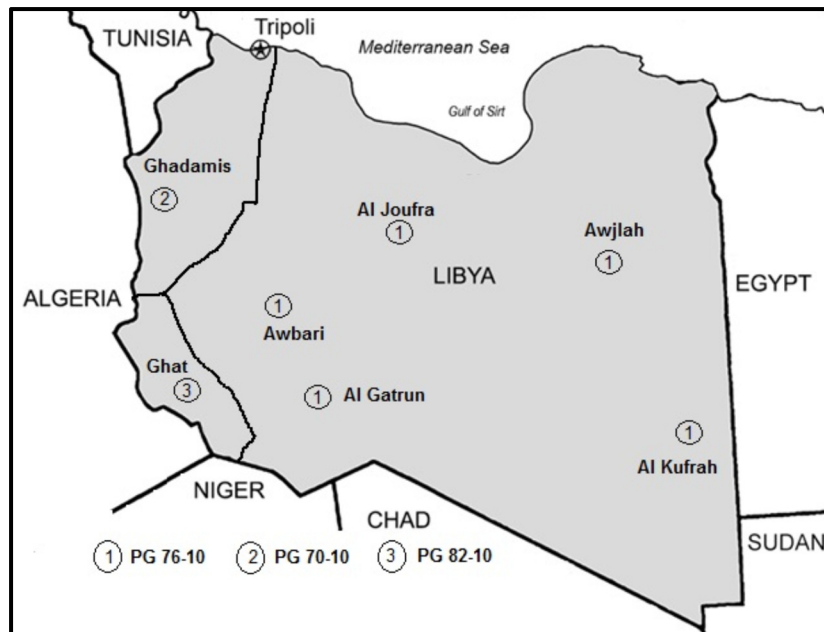 Tripoli
TUNISIA
Mediterranean Sea
Gulf of Sirt
Ghadamis
2
Al Joufra
1
Awjlah
1
LIBYA
ALGERIA
EGYPT
1
Awbari
Ghat
3
1 Al Gatrun
1
Al Kufrah
NIGER
CHAD
SUDAN
1 PG 76-10 2 PG 70-10 3 PG 82-10